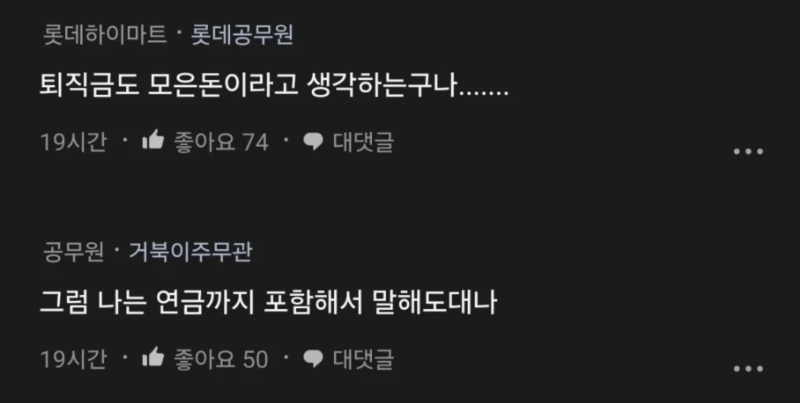 롯데하이마트 · 롯데공무원
퇴직금도 모은돈이라고 생각하는구나.......
19시간 · 좋아요 74 · 대댓글
공무원 · 거북이주무관
그럼 나는 연금까지 포함해서 말해도대나
19시간 · 좋아요 50 · 대댓글